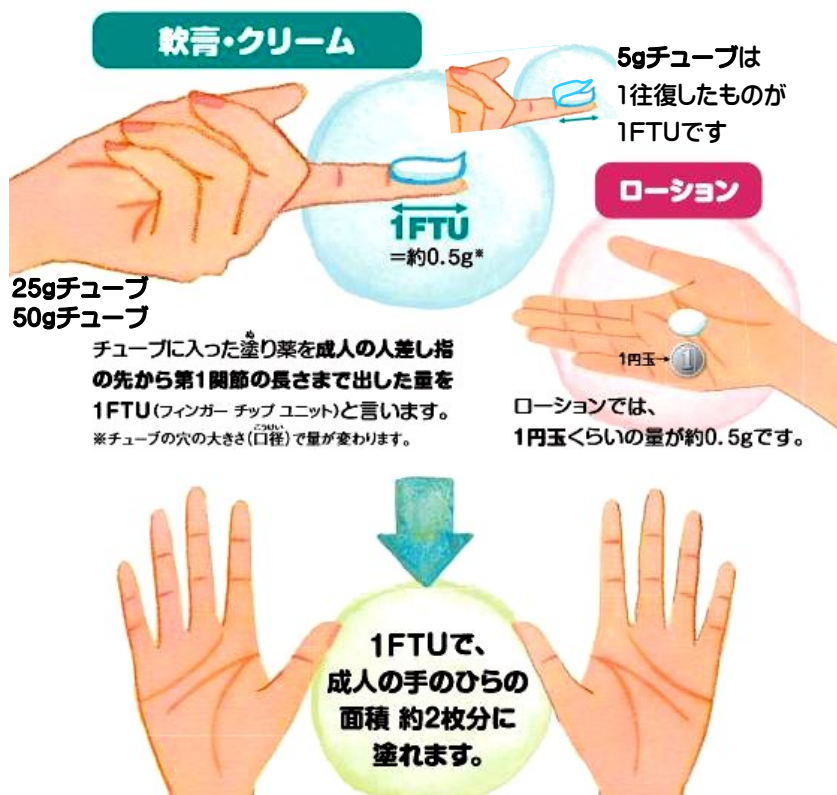 軟膏・クリーム
5gチューブは
1往復したものが
1FTUです
1FTU
=約0.5g*
25gチューブ
50gチューブ
チューブに入った塗り薬を成人の人差し指
の先から第1関節の長さまで出した量を
1FTU(フィンガー チップ ユニット)と言います。
※チューブの穴の大きさ(口径)で量が変わります。
ぬ
こうけい
ローション
1円玉→
1
ローションでは、
1円玉くらいの量が約0.5gです。
1FTUで、
成人の手のひらの
面積 約2枚分に
塗れます。